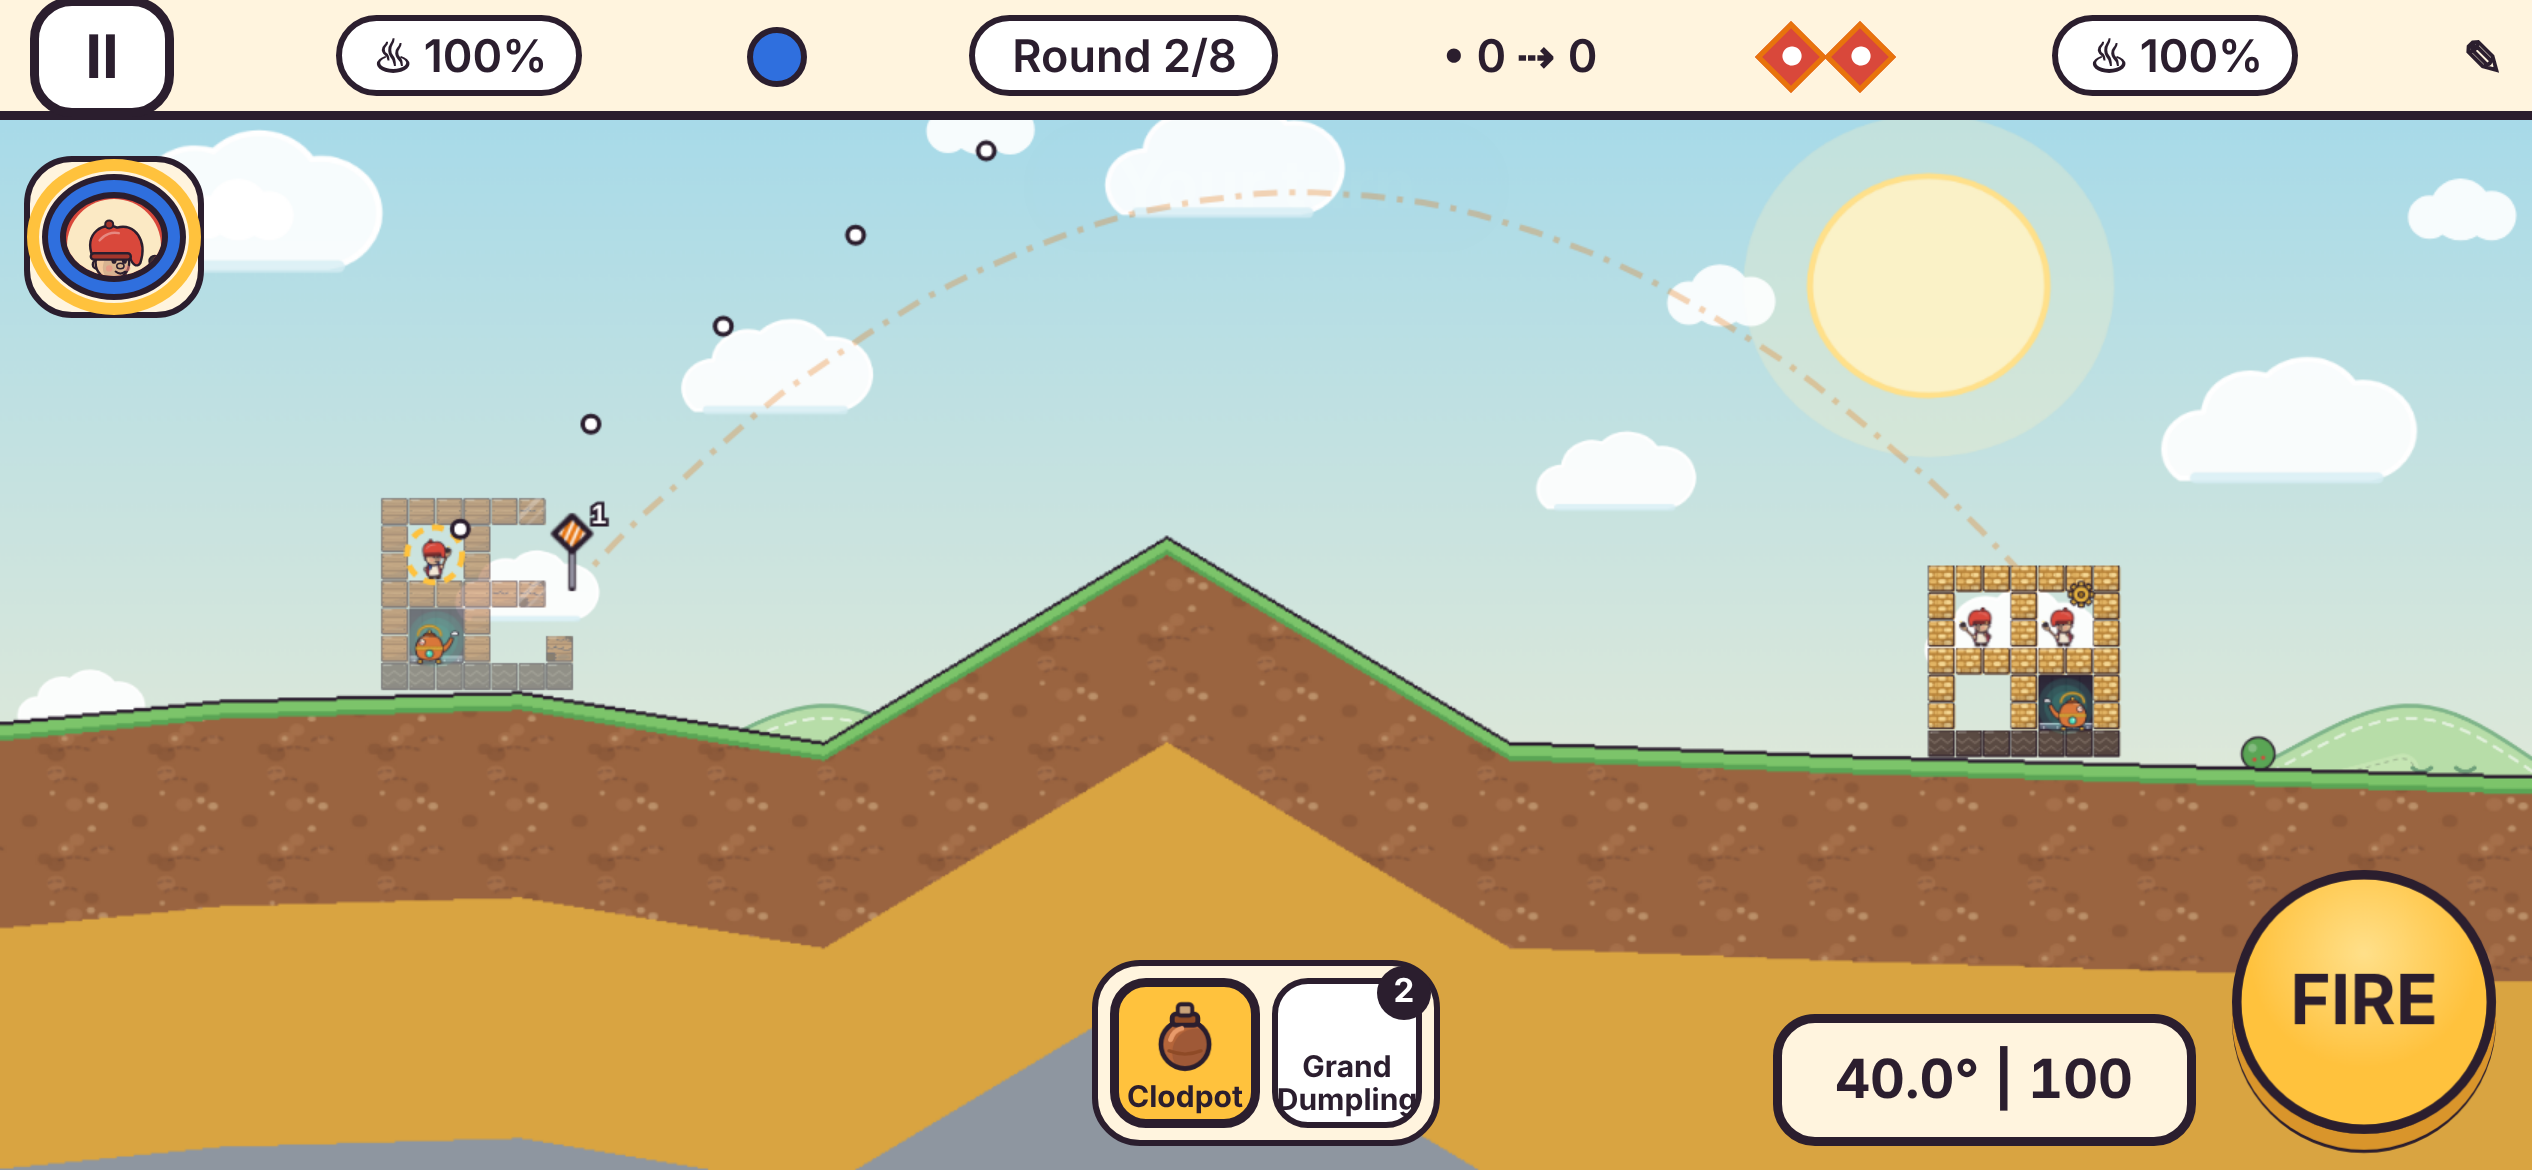 100%
Round 2/8
• 0 ⇢ 0
100%
1
2
Clodpot
Grand
Dumpling
40.0° | 100
FIRE